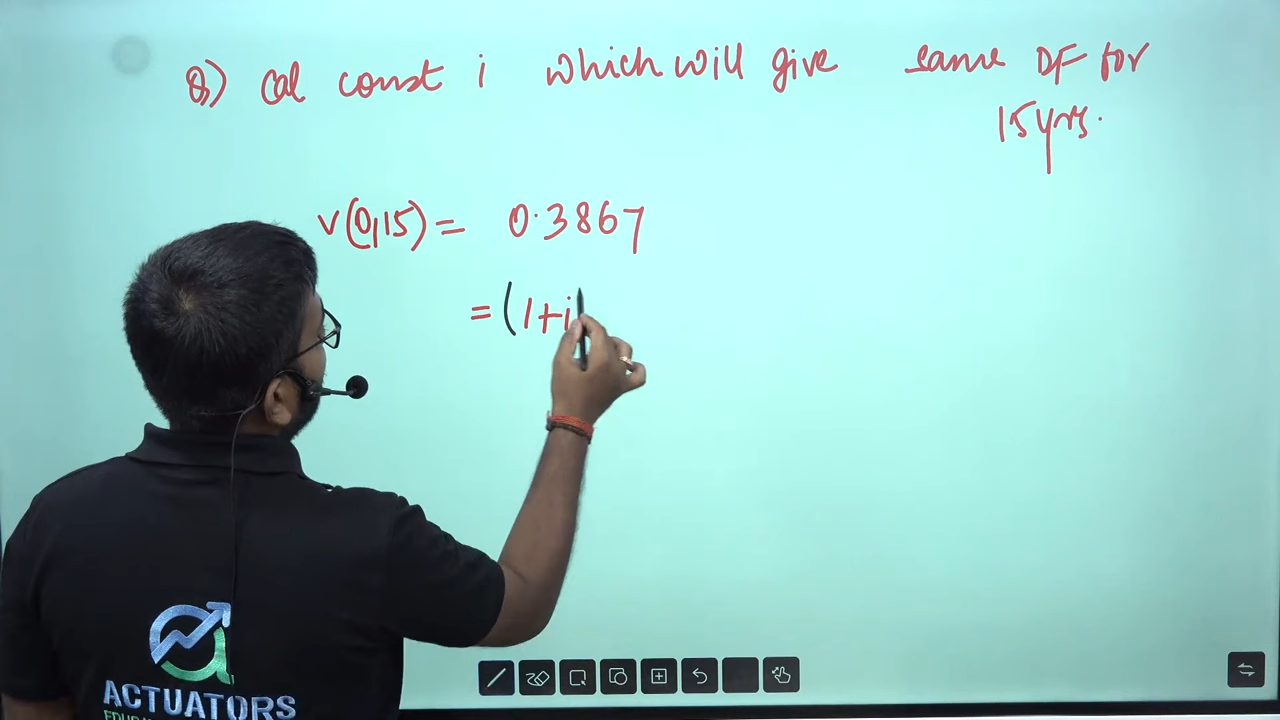 Q) Cal const i which will give same DF for
15 yrs.
v(0,15) = 0.3867
= (1+i
ACTUATORS